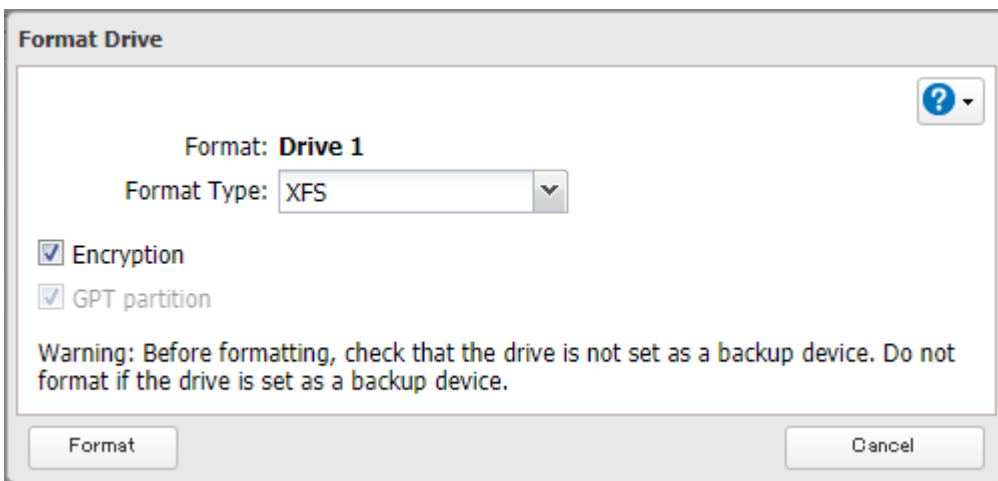 Format Drive
?
Format: Drive 1
Format Type: XFS
Encryption
GPT partition
Warning: Before formatting, check that the drive is not set as a backup device. Do not
format if the drive is set as a backup device.
Format Cancel